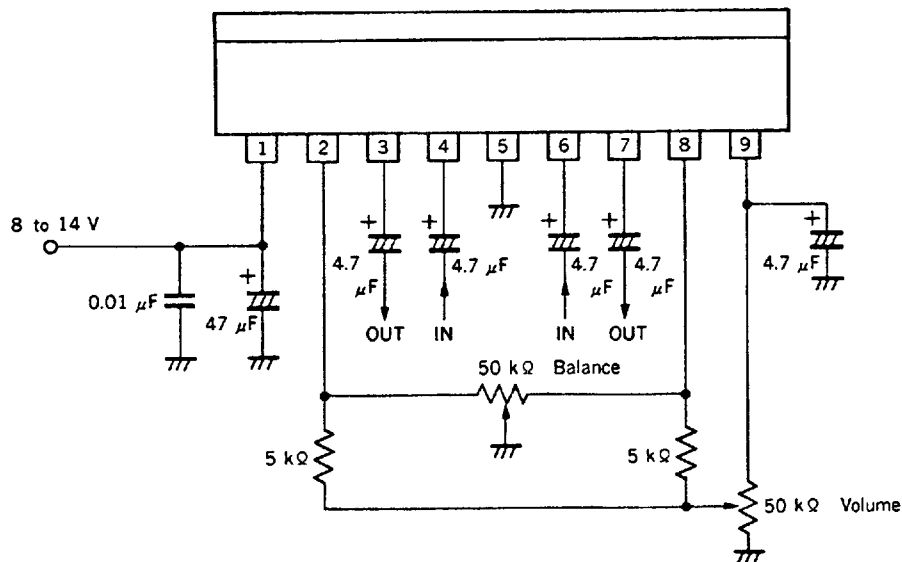 1 2 3 4 5 6 7 8 9
8 to 14 V
+ + + + + +
4.7 μF
4.7 μF
4.7 μF
4.7 μF
4.7 μF
0.01 μF
47 μF
OUT IN IN OUT
50 kΩ Balance
5 kΩ 5 kΩ
50 kΩ Volume